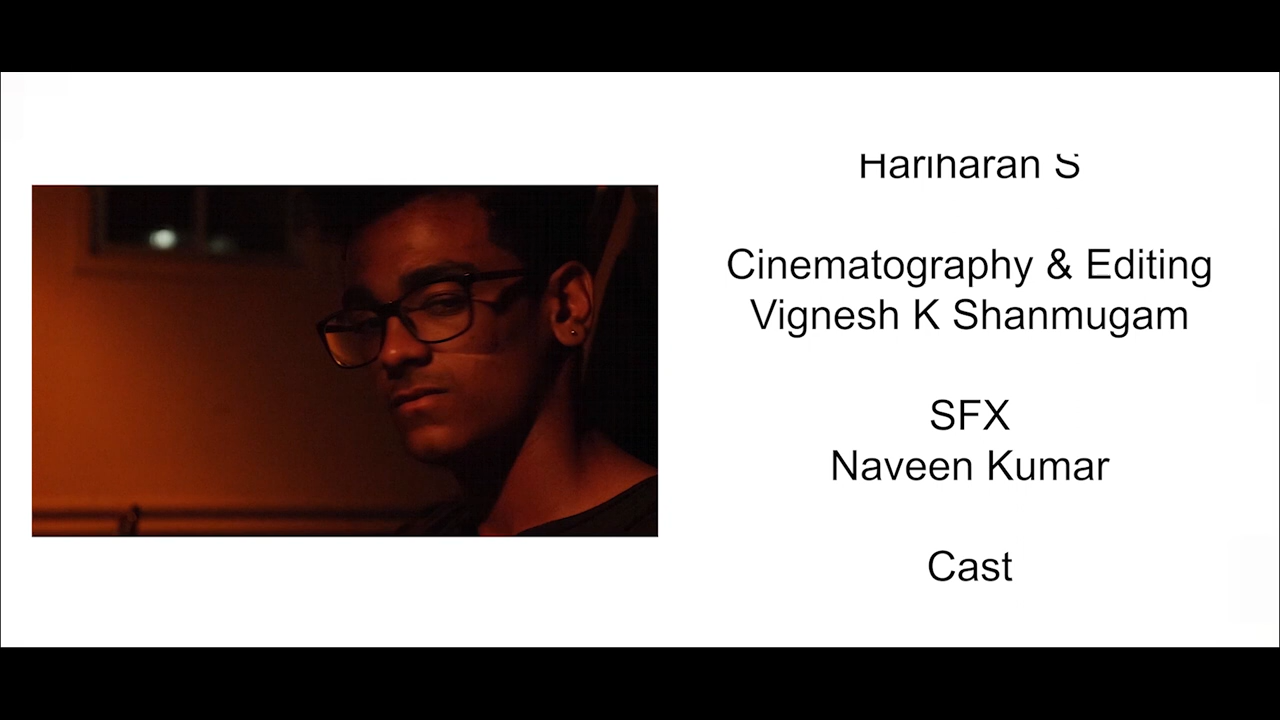 Hariharan S
Cinematography & Editing
Vignesh K Shanmugam
SFX
Naveen Kumar
Cast